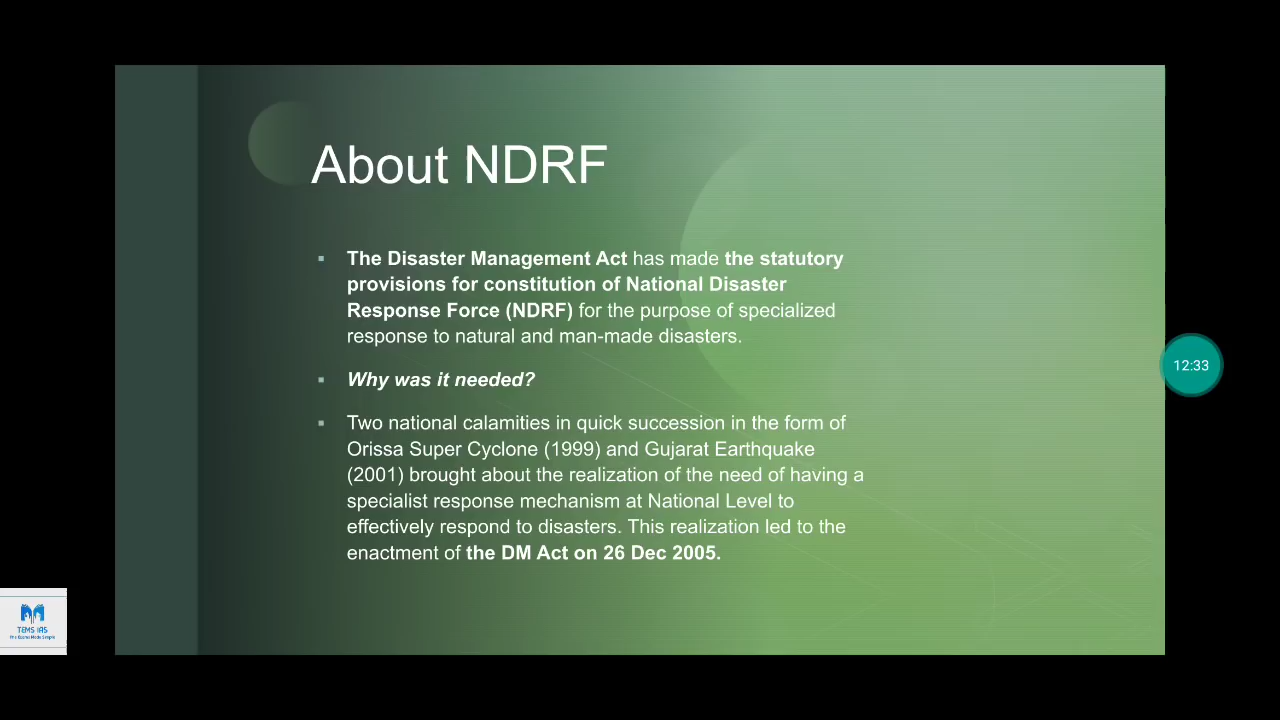 About NDRF
The Disaster Management Act has made the statutory
provisions for constitution of National Disaster
Response Force (NDRF) for the purpose of specialized
response to natural and man-made disasters.
Why was it needed?
Two national calamities in quick succession in the form of
Orissa Super Cyclone (1999) and Gujarat Earthquake
(2001) brought about the realization of the need of having a
specialist response mechanism at National Level to
effectively respond to disasters. This realization led to the
enactment of the DM Act on 26 Dec 2005.
12:33
TEMS IAS